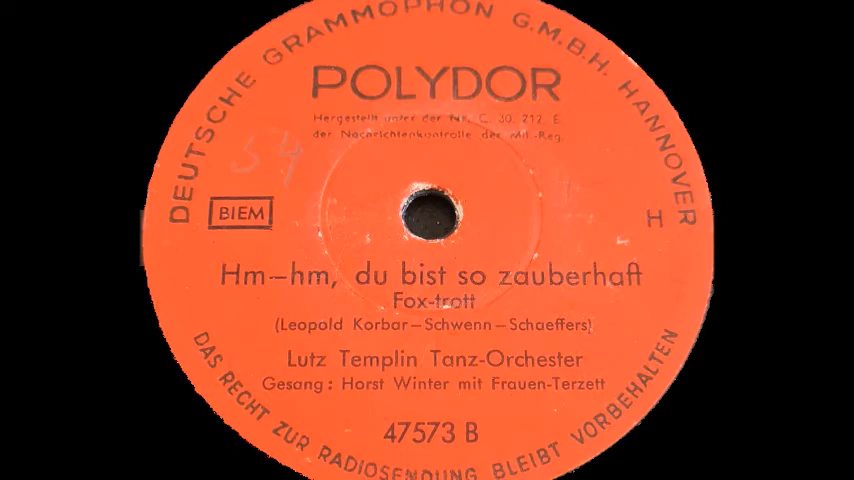 DEUTSCHE GRAMMOPHON G.M.B.H. HANNOVER
POLYDOR
Hergestellt unter der Nr. C. 30. 212 E
der Nachrichtenkontrolle der Mil.-Reg.
54
BIEM
H
Hm–hm, du bist so zauberhaft
Fox-trott
(Leopold Korbar – Schwenn – Schaeffers)
Lutz Templin Tanz-Orchester
Gesang: Horst Winter mit Frauen-Terzett
47573 B
DAS RECHT ZUR RADIOSENDUNG BLEIBT VORBEHALTEN